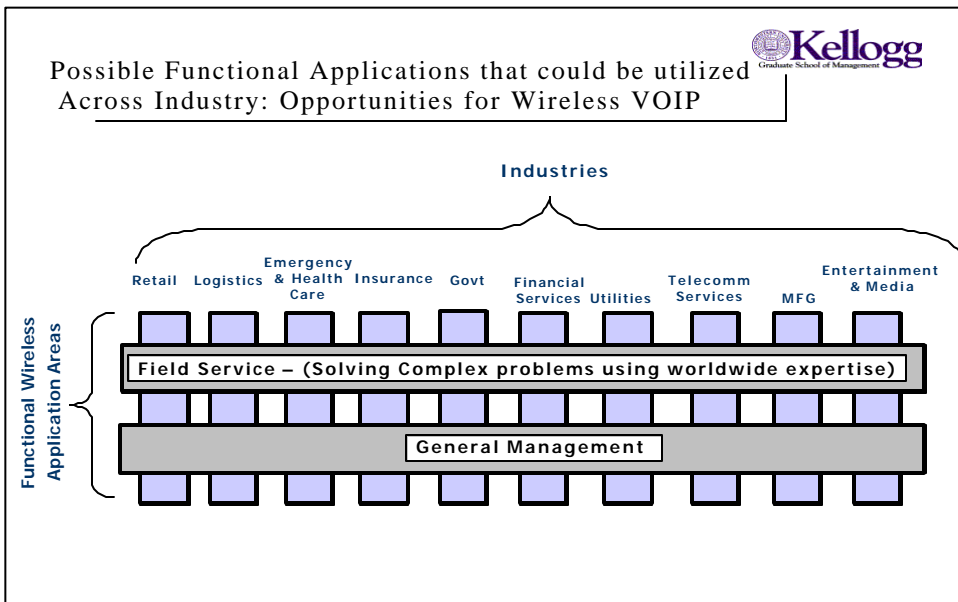 Kellogg
Graduate School of Management
Possible Functional Applications that could be utilized
Across Industry: Opportunities for Wireless VOIP
Industries
Retail
Logistics
Emergency
& Health
Care
Insurance
Govt
Financial
Services
Utilities
Telecomm
Services
MFG
Entertainment
& Media
Functional Wireless
Application Areas
Field Service – (Solving Complex problems using worldwide expertise)
General Management